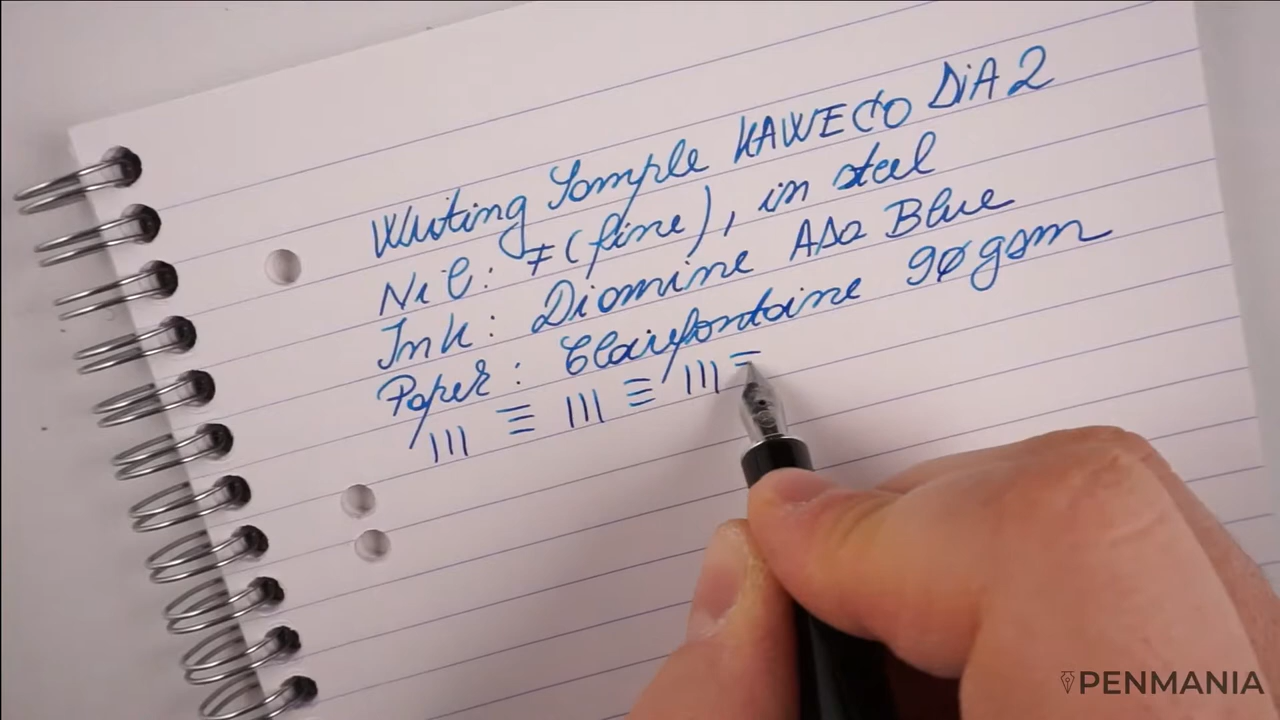 Writing Sample KAWECO DiA 2
Nib: F (fine), in steel
Ink: Diamine ASA Blue
Paper: Clairefontaine 90 gsm
||| ≡ ||| ≡ ||| =
PENMANIA